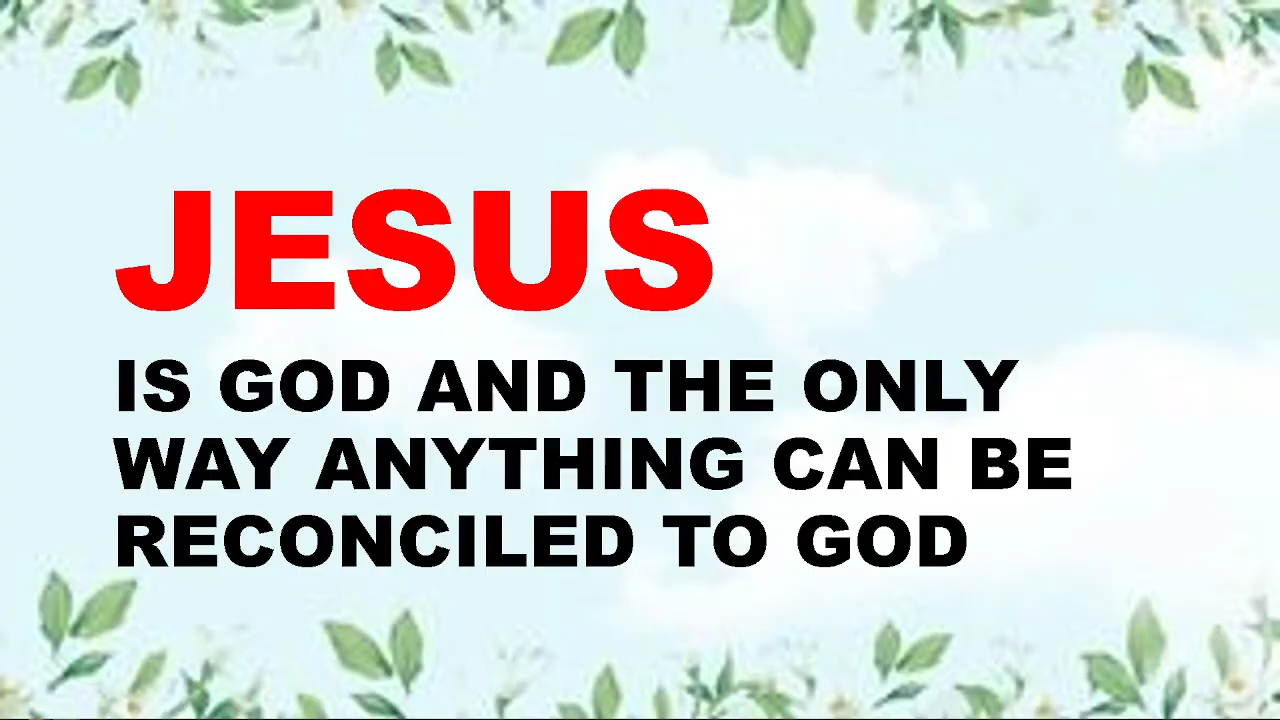 JESUS
IS GOD AND THE ONLY
WAY ANYTHING CAN BE
RECONCILED TO GOD